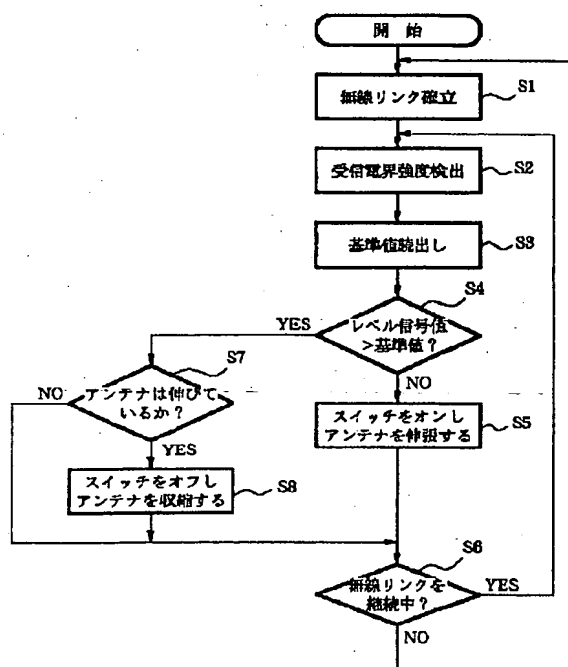 開 始
無線リンク確立
S1
受信電界強度検出
S2
基準値読出し
S3
S4
レベル信号値
>基準値?
YES
NO
S7
アンテナは伸びて
いるか?
NO
YES
スイッチをオンし
アンテナを伸張する
S5
スイッチをオフし
アンテナを収縮する
S8
S6
無線リンクを
継続中?
YES
NO